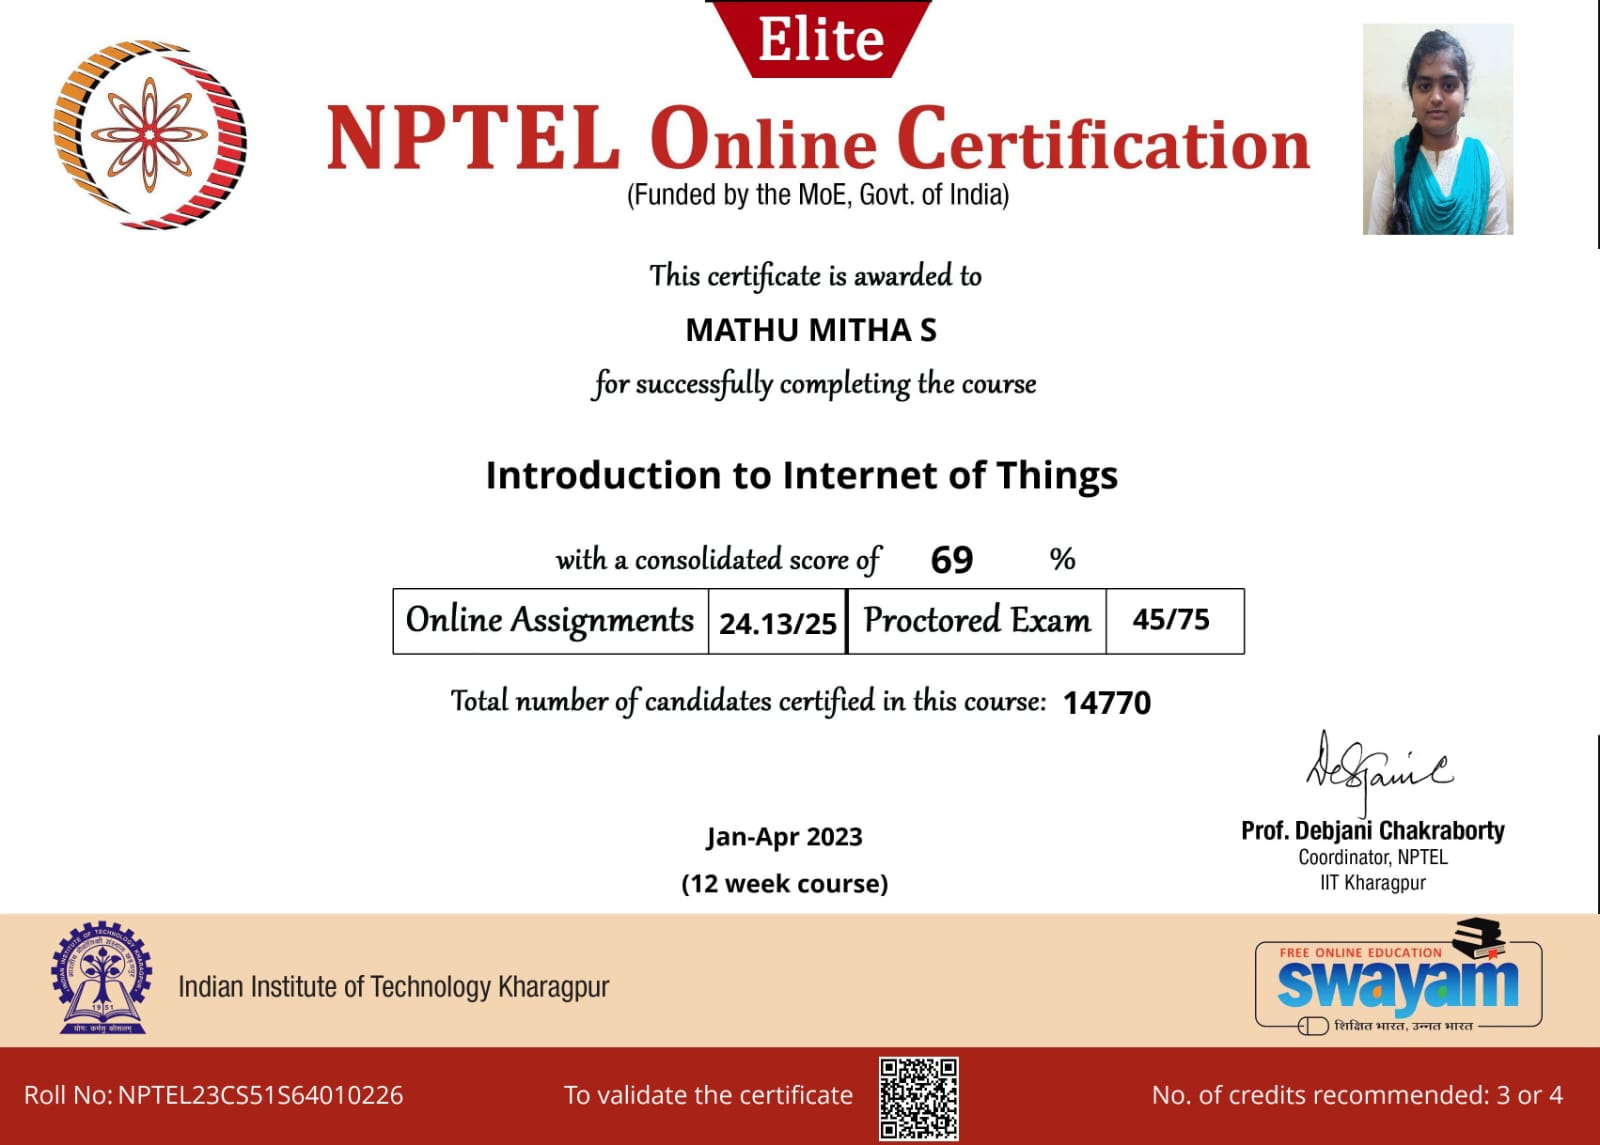 Elite
NPTEL Online Certification
(Funded by the MoE, Govt. of India)
This certificate is awarded to
MATHU MITHA S
for successfully completing the course
Introduction to Internet of Things
with a consolidated score of 69 %
Online Assignments 24.13/25 Proctored Exam 45/75
Total number of candidates certified in this course: 14770
Jan-Apr 2023
(12 week course)
Prof. Debjani Chakraborty
Coordinator, NPTEL
IIT Kharagpur
INDIAN INSTITUTE OF TECHNOLOGY KHARAGPUR
1951
योगः कर्मसु कौशलम्
Indian Institute of Technology Kharagpur
FREE ONLINE EDUCATION
swayam
शिक्षित भारत, उन्नत भारत
Roll No: NPTEL23CS51S64010226
To validate the certificate
No. of credits recommended: 3 or 4